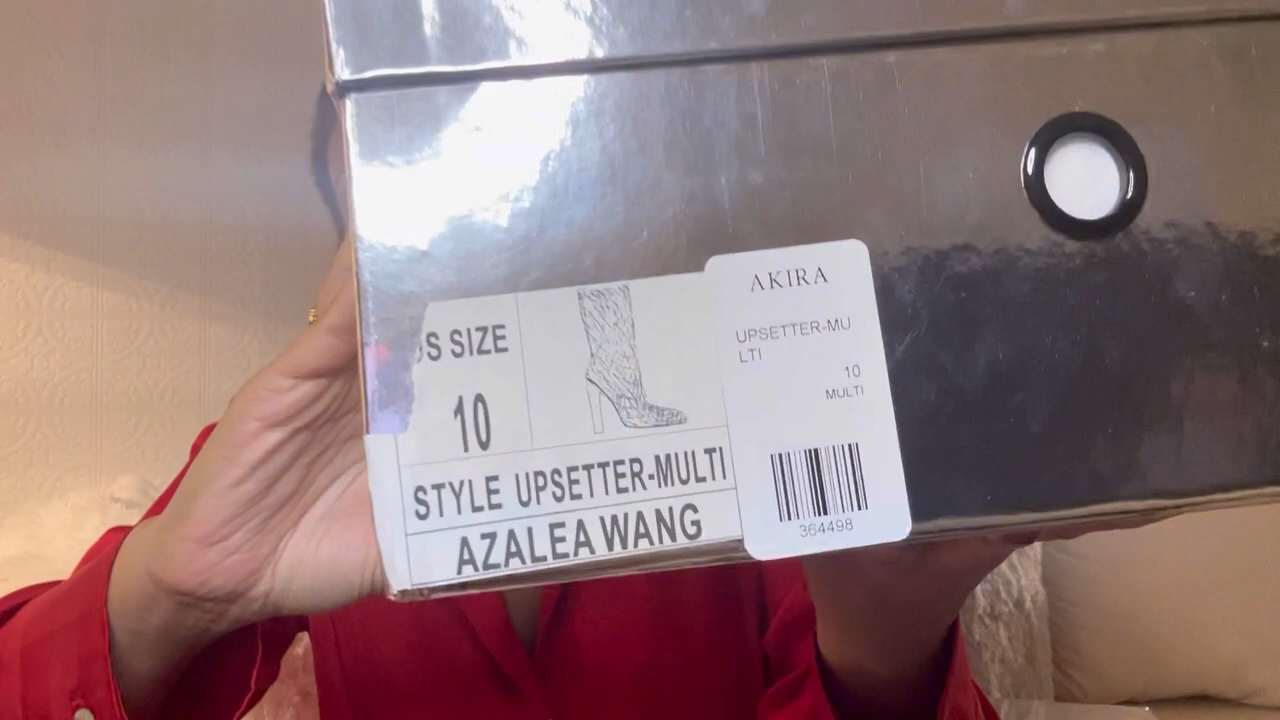 SIZE
10
STYLE UPSETTER-MULTI
AZALEA WANG
AKIRA
UPSETTER-MU
LTI
10
MULTI
364498